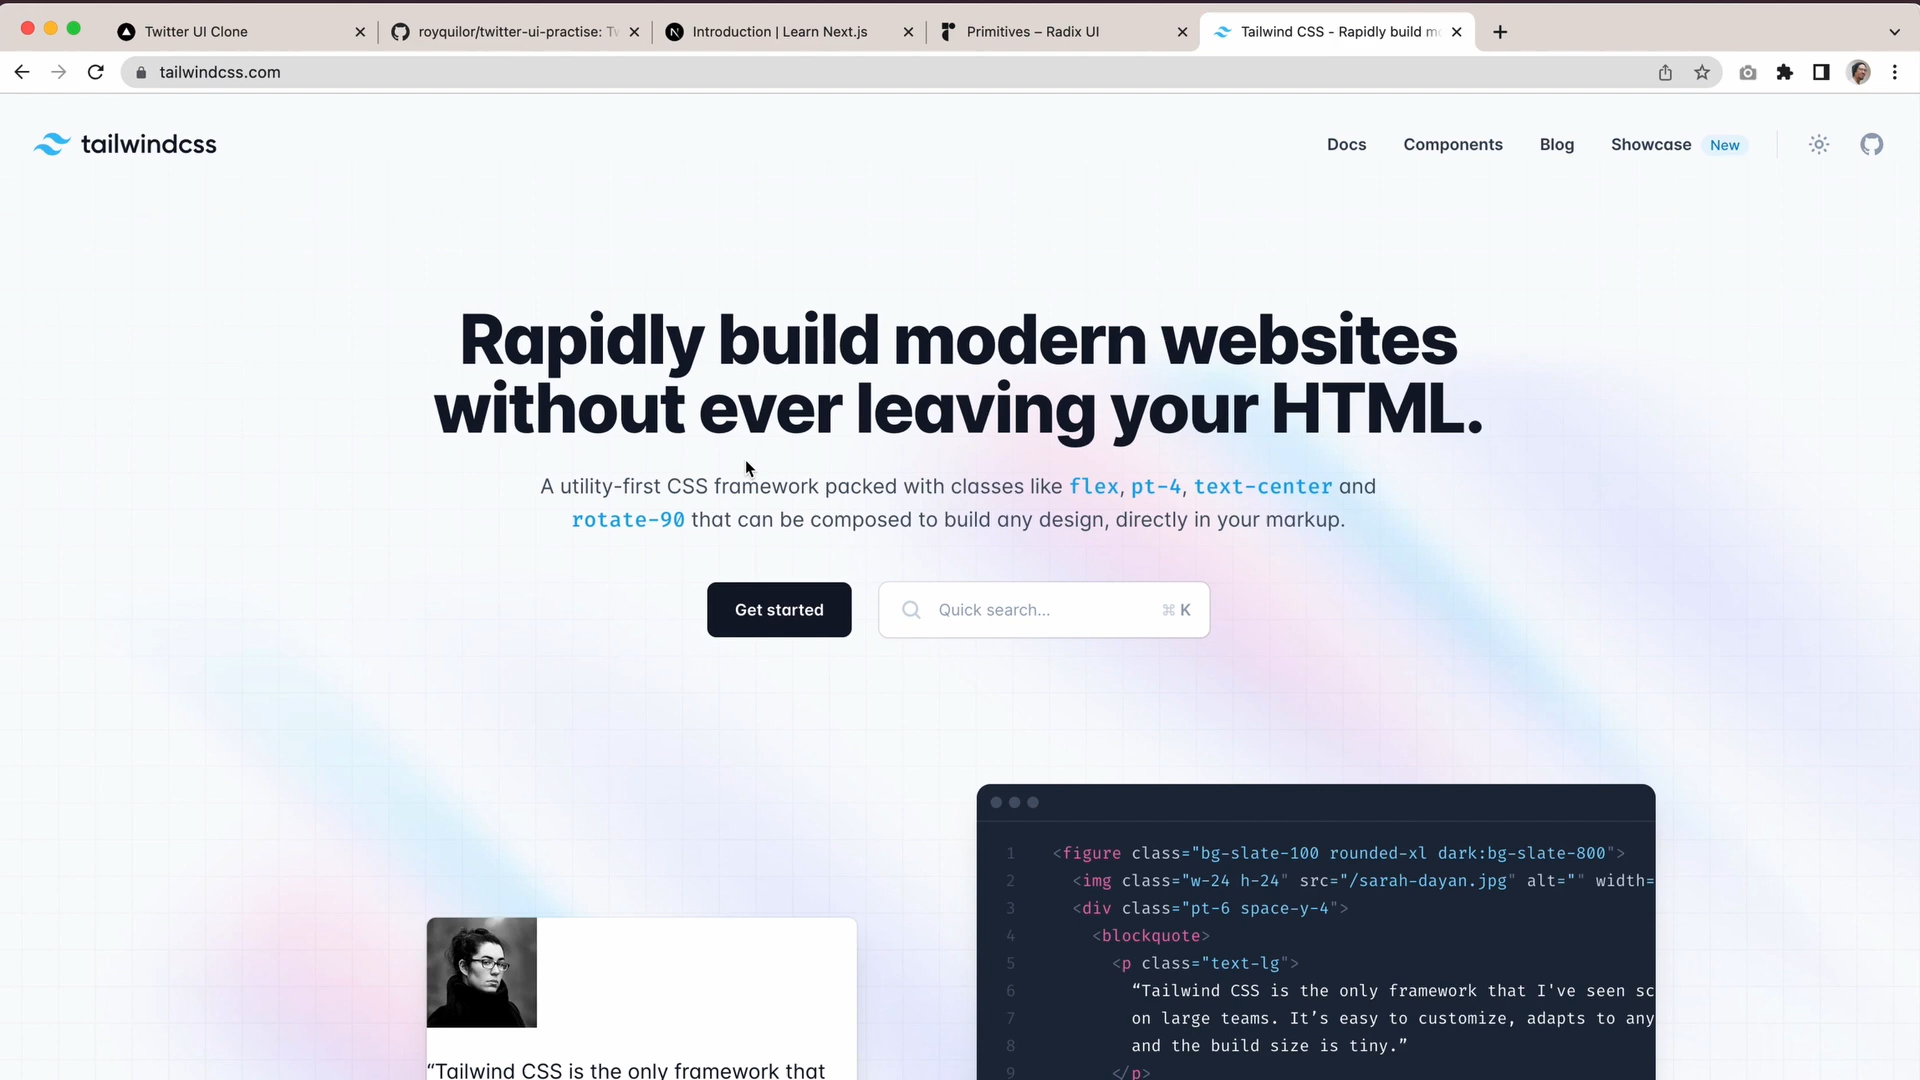 Twitter UI Clone
royquilor/twitter-ui-practise: Tw
Introduction | Learn Next.js
Primitives – Radix UI
Tailwind CSS - Rapidly build mo
tailwindcss.com
tailwindcss
Docs
Components
Blog
Showcase
New
Rapidly build modern websites
without ever leaving your HTML.
A utility-first CSS framework packed with classes like flex, pt-4, text-center and
rotate-90 that can be composed to build any design, directly in your markup.
Get started
Quick search...
⌘ K
1 <figure class="bg-slate-100 rounded-xl dark:bg-slate-800">
2 <img class="w-24 h-24" src="/sarah-dayan.jpg" alt="" width=
3 <div class="pt-6 space-y-4">
4 <blockquote>
5 <p class="text-lg">
6 “Tailwind CSS is the only framework that I've seen sc
7 on large teams. It’s easy to customize, adapts to any
8 and the build size is tiny.”
9 </p>
“Tailwind CSS is the only framework that